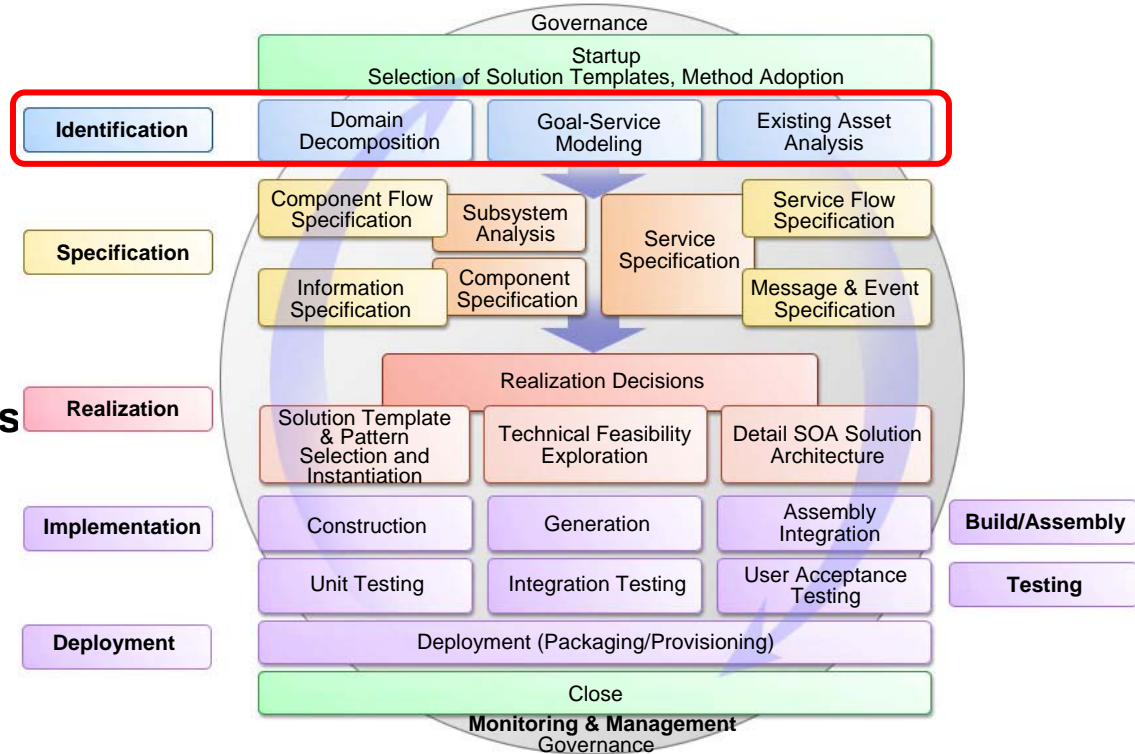 Governance
Startup
Selection of Solution Templates, Method Adoption
Identification
Domain
Decomposition
Goal-Service
Modeling
Existing Asset
Analysis
Specification
Component Flow
Specification
Subsystem
Analysis
Service
Specification
Service Flow
Specification
Information
Specification
Component
Specification
Message & Event
Specification
s
Realization
Realization Decisions
Solution Template
& Pattern
Selection and
Instantiation
Technical Feasibility
Exploration
Detail SOA Solution
Architecture
Implementation
Construction
Generation
Assembly
Integration
Build/Assembly
Unit Testing
Integration Testing
User Acceptance
Testing
Testing
Deployment
Deployment (Packaging/Provisioning)
Close
Monitoring & Management
Governance